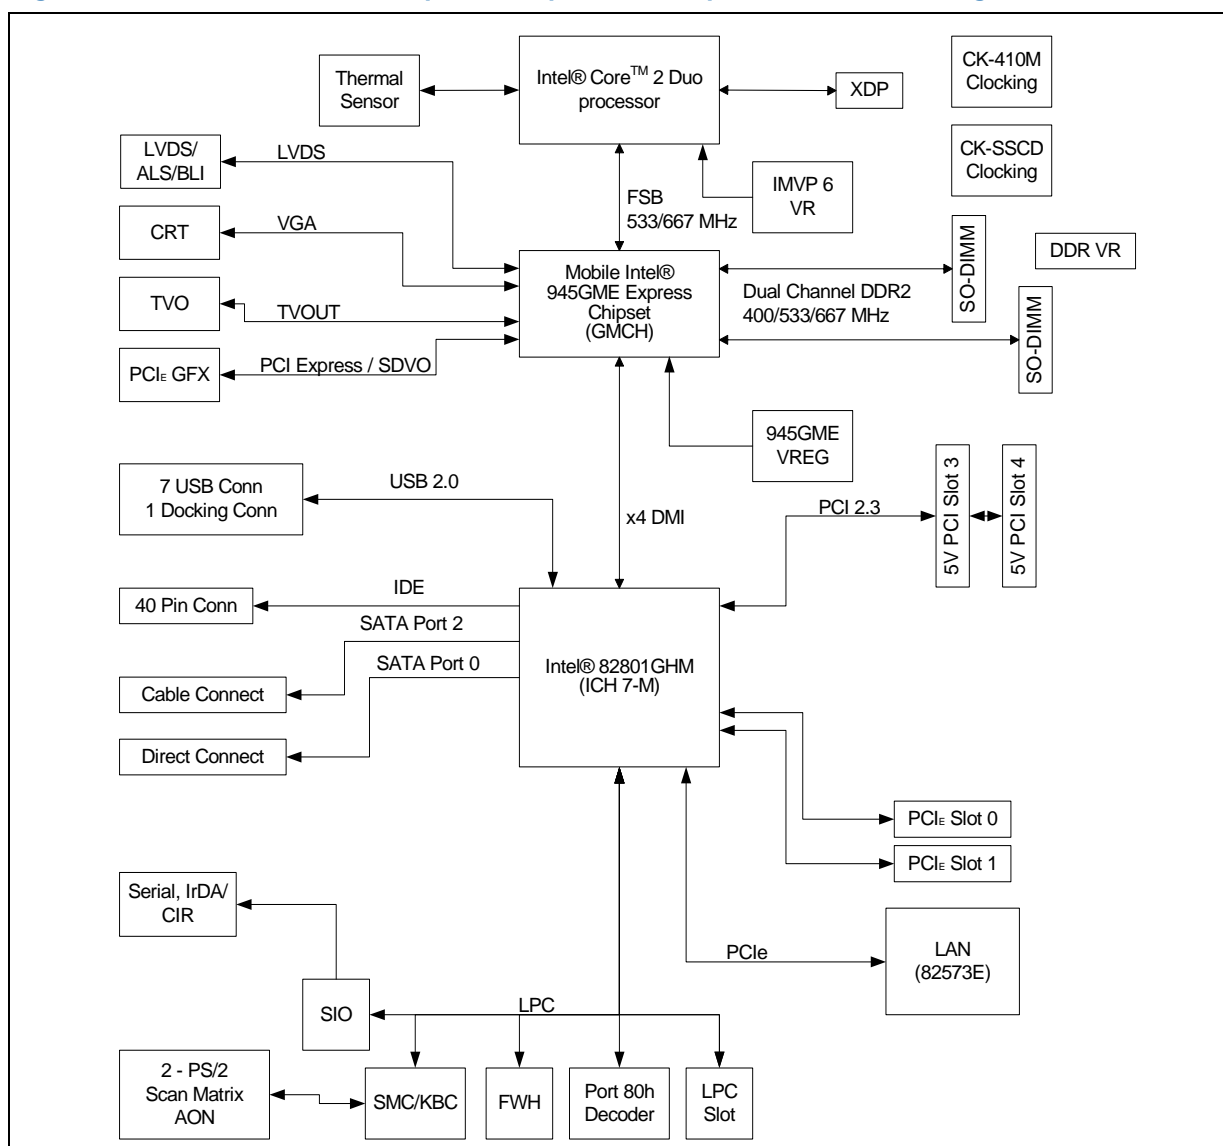 Thermal
Sensor
Intel® Core™ 2 Duo
processor
XDP
CK-410M
Clocking
CK-SSCD
Clocking
LVDS/
ALS/BLI
LVDS
FSB
533/667 MHz
IMVP 6
VR
CRT
VGA
SO-DIMM
DDR VR
Mobile Intel®
945GME Express
Chipset
(GMCH)
Dual Channel DDR2
400/533/667 MHz
SO-DIMM
TVO
TVOUT
PCIE GFX
PCI Express / SDVO
945GME
VREG
7 USB Conn
1 Docking Conn
USB 2.0
x4 DMI
PCI 2.3
5V PCI Slot 3
5V PCI Slot 4
40 Pin Conn
IDE
SATA Port 2
SATA Port 0
Intel® 82801GHM
(ICH 7-M)
Cable Connect
Direct Connect
PCIE Slot 0
PCIE Slot 1
Serial, IrDA/
CIR
PCIe
LAN
(82573E)
SIO
LPC
2 - PS/2
Scan Matrix
AON
SMC/KBC
FWH
Port 80h
Decoder
LPC
Slot